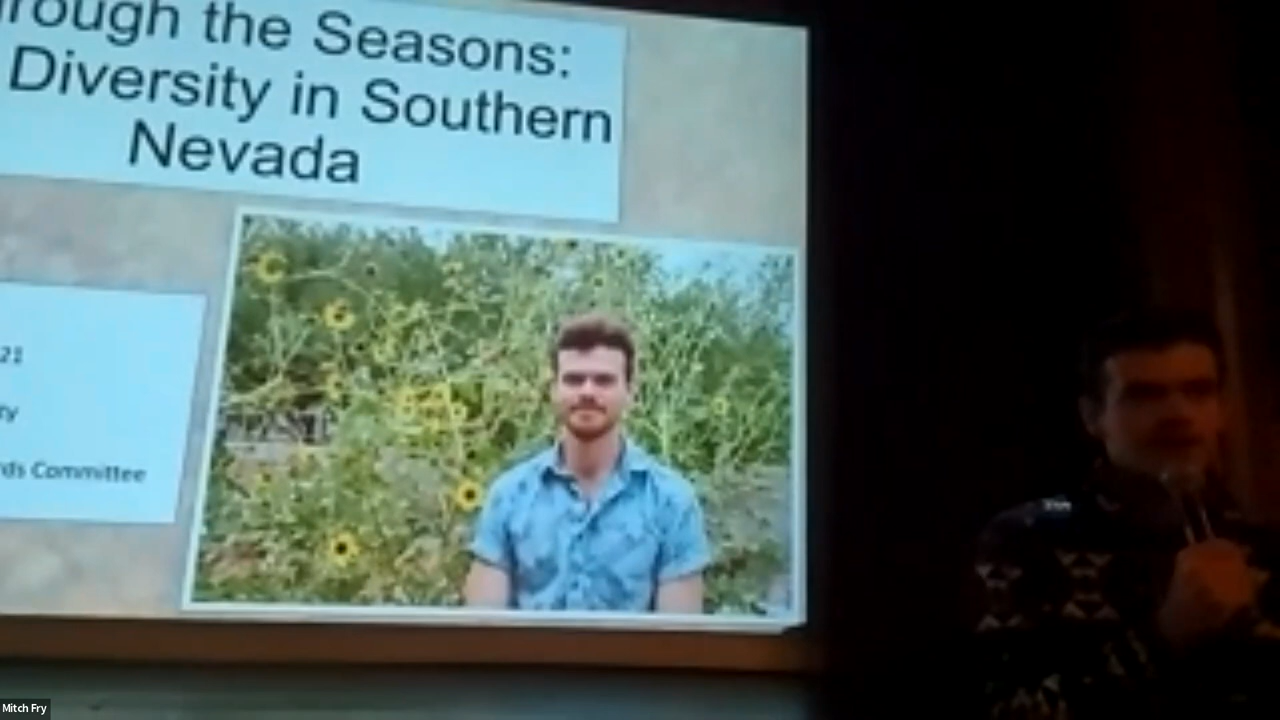 rough the Seasons:
Diversity in Southern
Nevada
21
ty
rds Committee
Mitch Fry